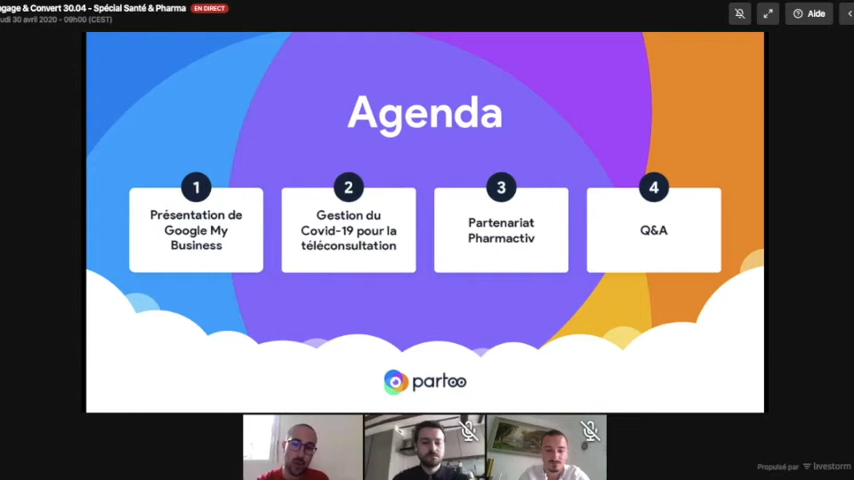 gage & Convert 30.04 - Spécial Santé & Pharma EN DIRECT
udi 30 avril 2020 - 09h00 (CEST)
Aide
Agenda
1
Présentation de
Google My
Business
2
Gestion du
Covid-19 pour la
téléconsultation
3
Partenariat
Pharmactiv
4
Q&A
partoo
Propulsé par livestorm